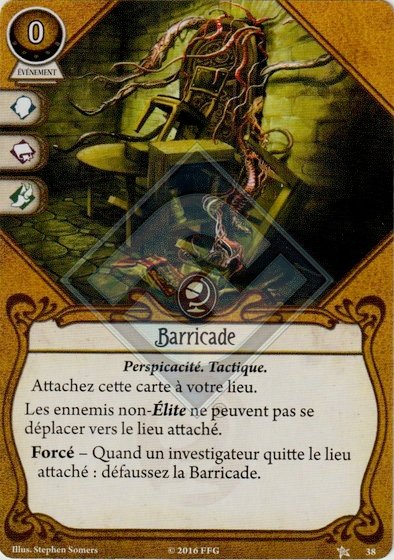 0
ÉVÉNEMENT
Barricade
Perspicacité. Tactique.
Attachez cette carte à votre lieu.
Les ennemis non-Élite ne peuvent pas se
déplacer vers le lieu attaché.
Forcé – Quand un investigateur quitte le lieu
attaché : défaussez la Barricade.
Illus. Stephen Somers
© 2016 FFG
38